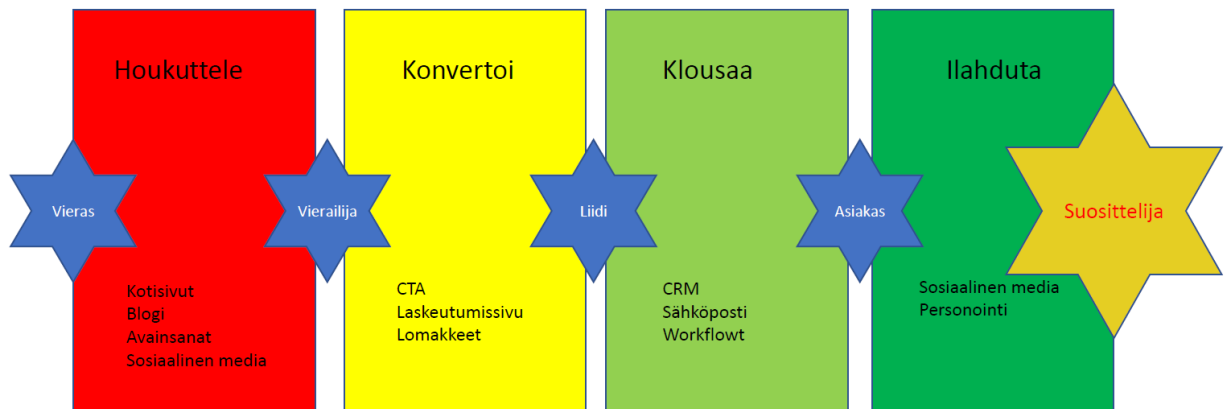 Houkuttele
Konvertoi
Klousaa
Ilahduta
Vieras
Vierailija
Liidi
Asiakas
Suosittelija
Kotisivut
Blogi
Avainsanat
Sosiaalinen media
CTA
Laskeutumissivu
Lomakkeet
CRM
Sähköposti
Workflowt
Sosiaalinen media
Personointi